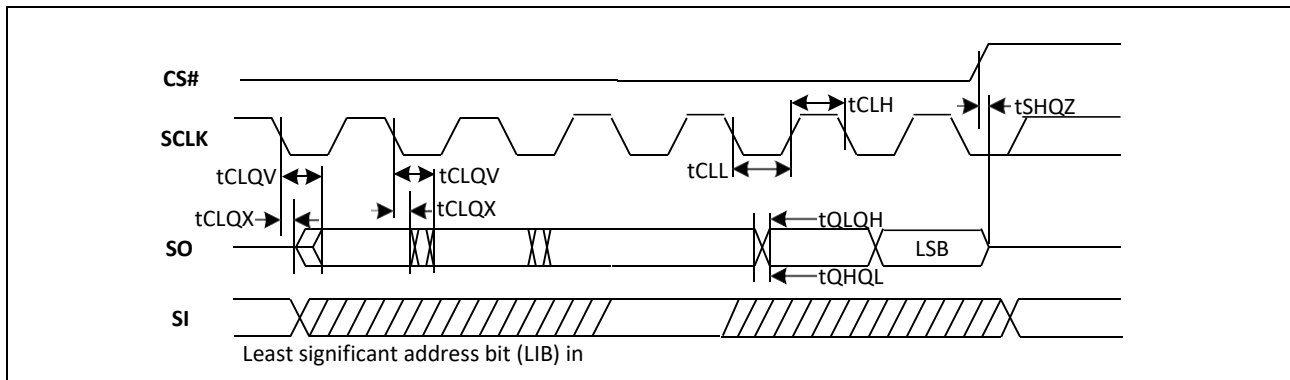 CS#
tCLH
tSHQZ
SCLK
tCLQV
tCLQV
tCLL
tCLQX
tCLQX
tQLQH
SO
LSB
tQHQL
SI
Least significant address bit (LIB) in